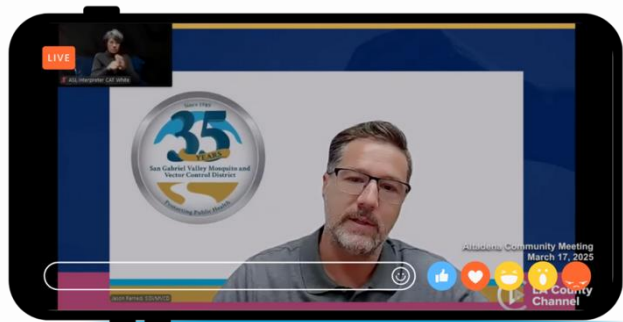 LIVE
ASL Interpreter CAT White
SINCE 1989
35
YEARS
San Gabriel Valley Mosquito and
Vector Control District
Promoting Public Health
Altadena Community Meeting
March 17, 2025
LA County
Channel